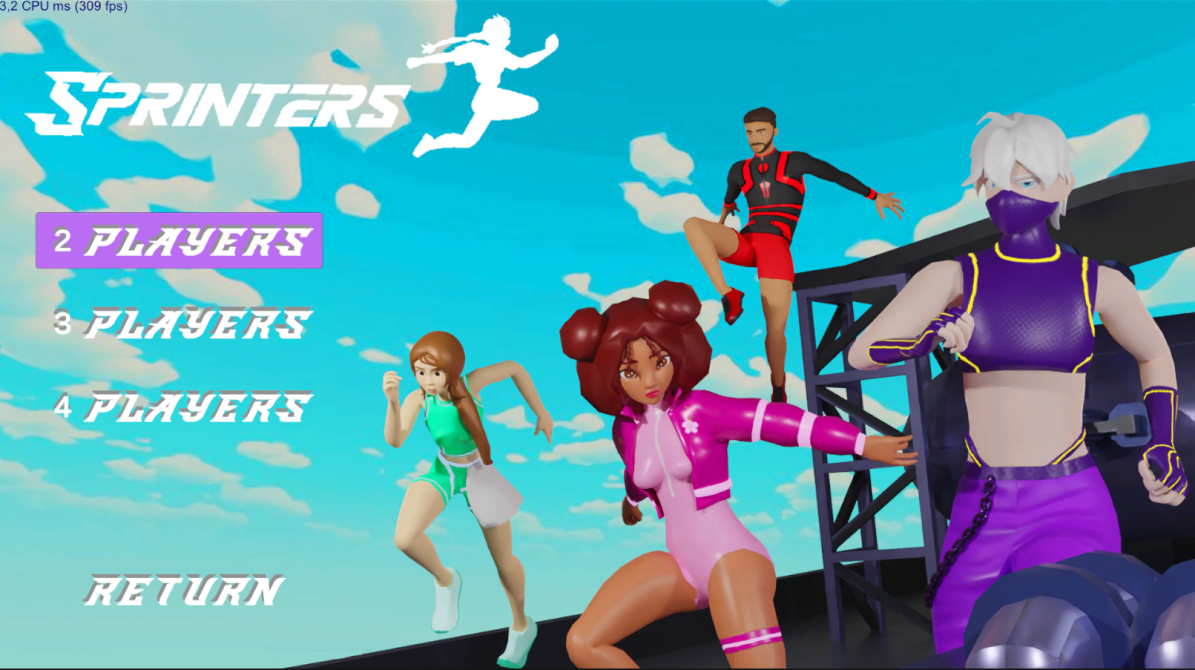 3,2 CPU ms (309 fps)
SPRINTERS
2 PLAYERS
3 PLAYERS
4 PLAYERS
RETURN